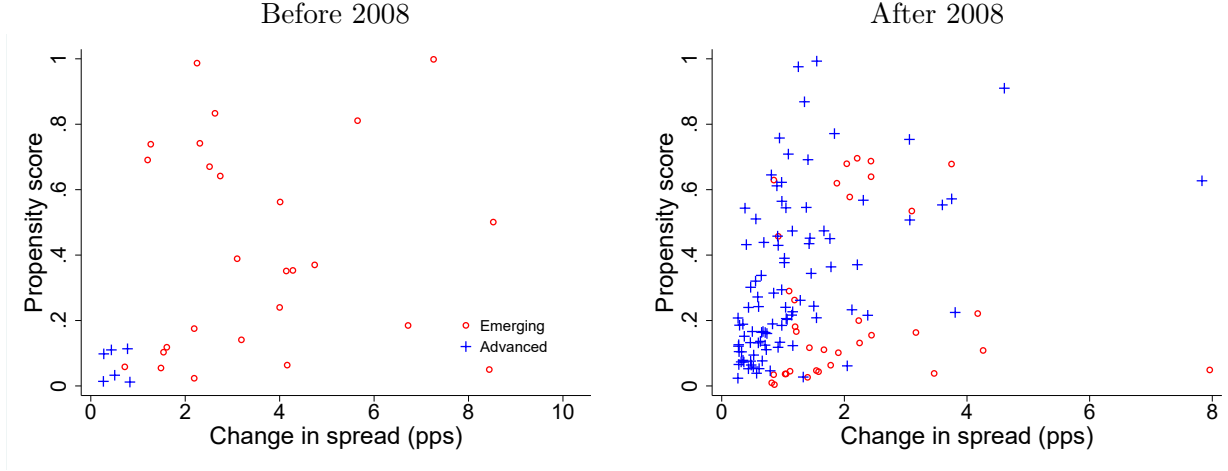 Before 2008
1
.8
.6
.4
.2
0
Propensity score
Emerging
Advanced
0 2 4 6 8 10
Change in spread (pps)
After 2008
1
.8
.6
.4
.2
0
Propensity score
0 2 4 6 8
Change in spread (pps)